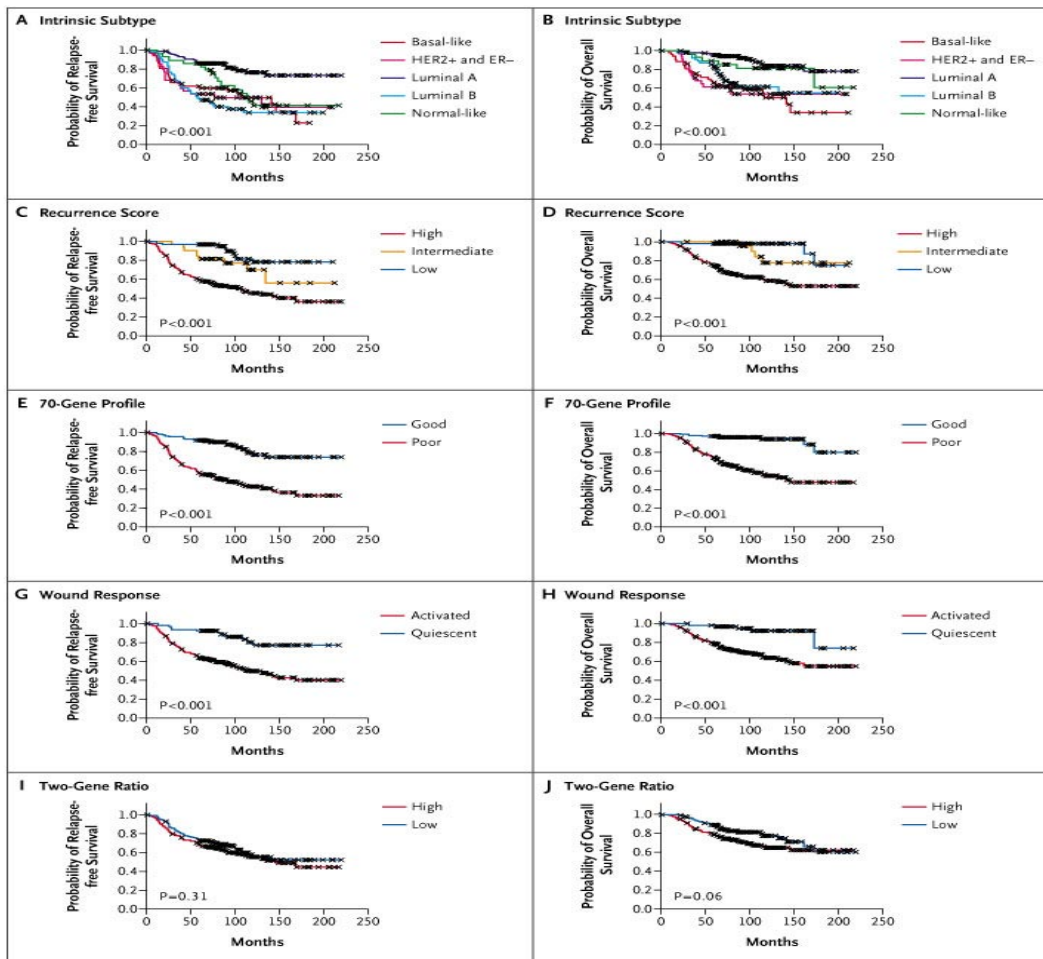 A Intrinsic Subtype
Probability of Relapse-
free Survival
1.0
0.8
0.6
0.4
0.2
0.0
P<0.001
0 50 100 150 200 250
Months
Basal-like
HER2+ and ER–
Luminal A
Luminal B
Normal-like
B Intrinsic Subtype
Probability of Overall
Survival
1.0
0.8
0.6
0.4
0.2
0.0
P<0.001
0 50 100 150 200 250
Months
Basal-like
HER2+ and ER–
Luminal A
Luminal B
Normal-like
C Recurrence Score
Probability of Relapse-
free Survival
1.0
0.8
0.6
0.4
0.2
0.0
P<0.001
0 50 100 150 200 250
Months
High
Intermediate
Low
D Recurrence Score
Probability of Overall
Survival
1.0
0.8
0.6
0.4
0.2
0.0
P<0.001
0 50 100 150 200 250
Months
High
Intermediate
Low
E 70-Gene Profile
Probability of Relapse-
free Survival
1.0
0.8
0.6
0.4
0.2
0.0
P<0.001
0 50 100 150 200 250
Months
Good
Poor
F 70-Gene Profile
Probability of Overall
Survival
1.0
0.8
0.6
0.4
0.2
0.0
P<0.001
0 50 100 150 200 250
Months
Good
Poor
G Wound Response
Probability of Relapse-
free Survival
1.0
0.8
0.6
0.4
0.2
0.0
P<0.001
0 50 100 150 200 250
Months
Activated
Quiescent
H Wound Response
Probability of Overall
Survival
1.0
0.8
0.6
0.4
0.2
0.0
P<0.001
0 50 100 150 200 250
Months
Activated
Quiescent
I Two-Gene Ratio
Probability of Relapse-
free Survival
1.0
0.8
0.6
0.4
0.2
0.0
P=0.31
0 50 100 150 200 250
Months
High
Low
J Two-Gene Ratio
Probability of Overall
Survival
1.0
0.8
0.6
0.4
0.2
0.0
P=0.06
0 50 100 150 200 250
Months
High
Low